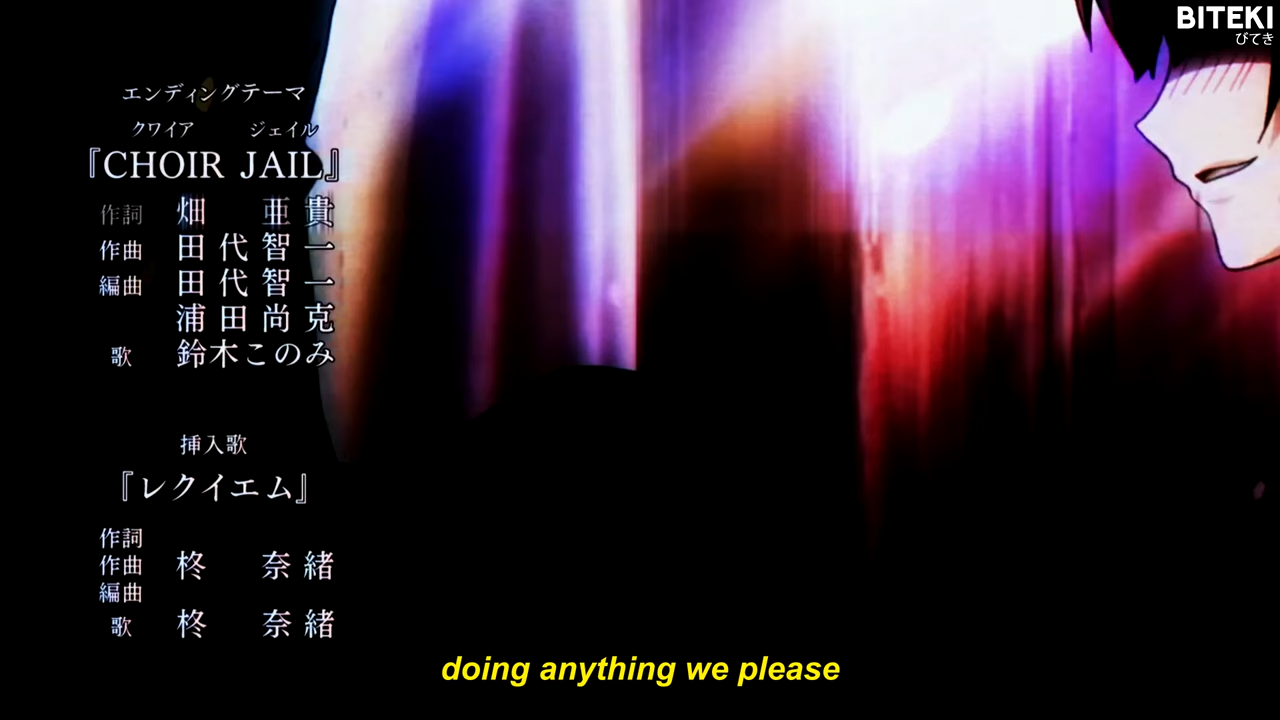 BITEKI
びてき
エンディングテーマ
クワイア ジェイル
『CHOIR JAIL』
作詞 畑 亜貴
作曲 田代智一
編曲 田代智一
浦田尚克
歌 鈴木このみ
挿入歌
『レクイエム』
作詞
作曲 柊 奈緒
編曲
歌 柊 奈緒
doing anything we please